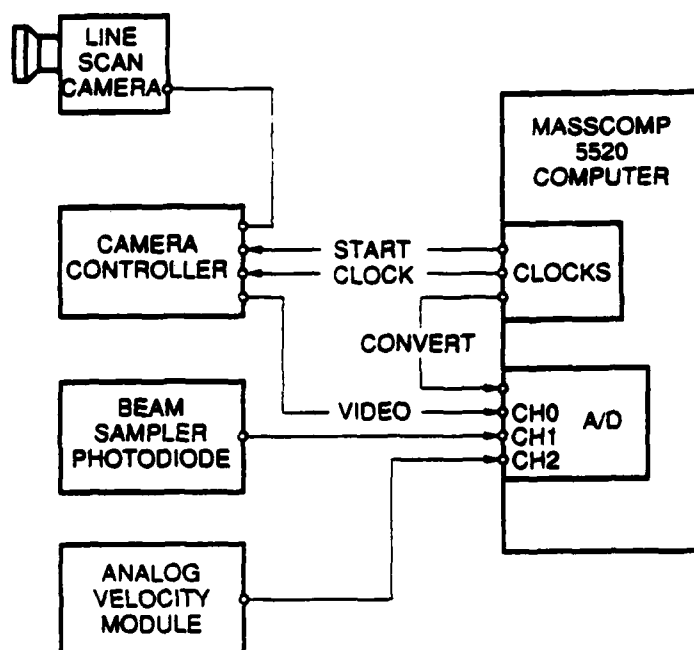 LINE
SCAN
CAMERA
MASSCOMP
5520
COMPUTER
CAMERA
CONTROLLER
START
CLOCK
CLOCKS
CONVERT
BEAM
SAMPLER
PHOTODIODE
VIDEO
CH0
CH1
CH2
A/D
ANALOG
VELOCITY
MODULE